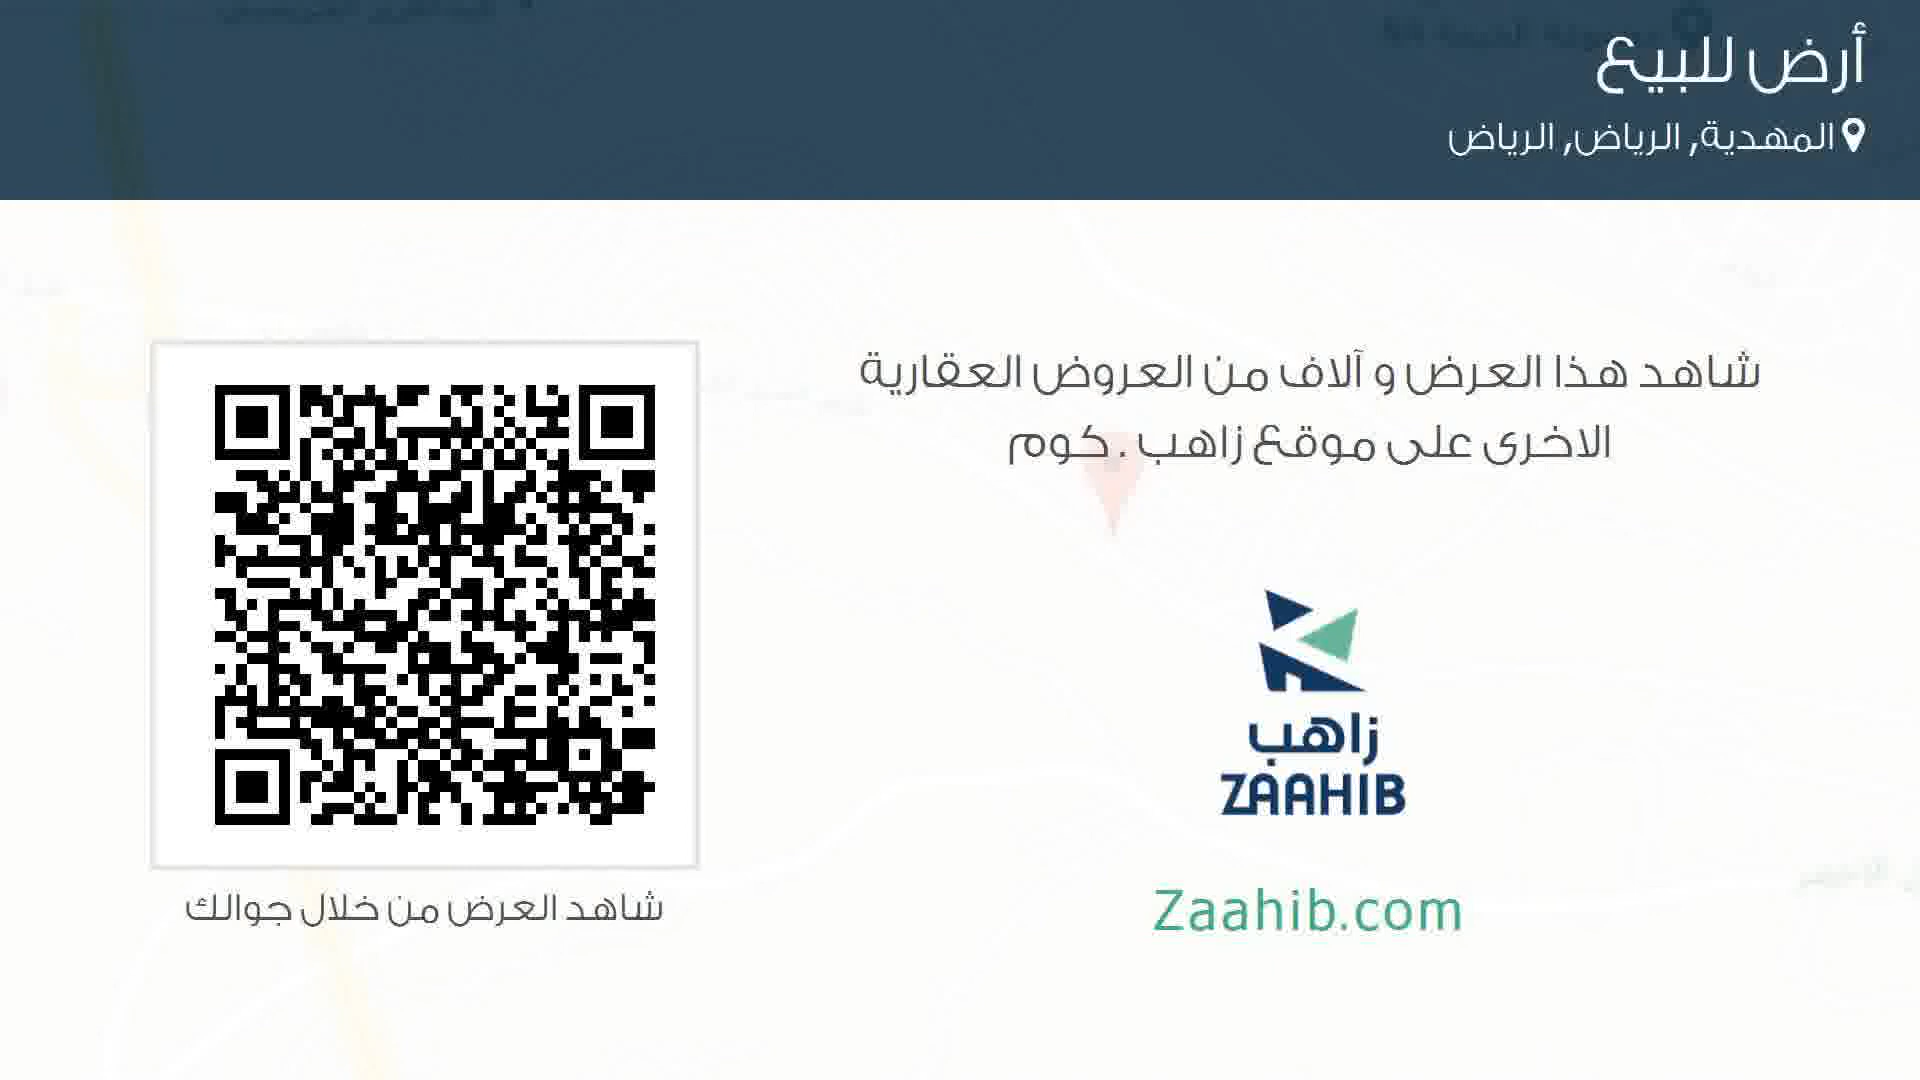 أرض للبيع
المهدية, الرياض, الرياض
شاهد هذا العرض و آلاف من العروض العقارية
الاخرى على موقع زاهب . كوم
زاهب
ZAAHIB
Zaahib.com
شاهد العرض من خلال جوالك